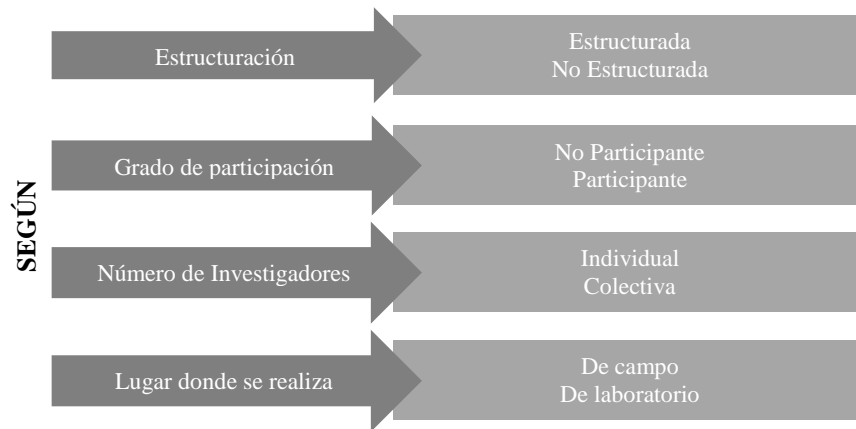 SEGÚN
Estructuración
Estructurada
No Estructurada
Grado de participación
No Participante
Participante
Número de Investigadores
Individual
Colectiva
Lugar donde se realiza
De campo
De laboratorio